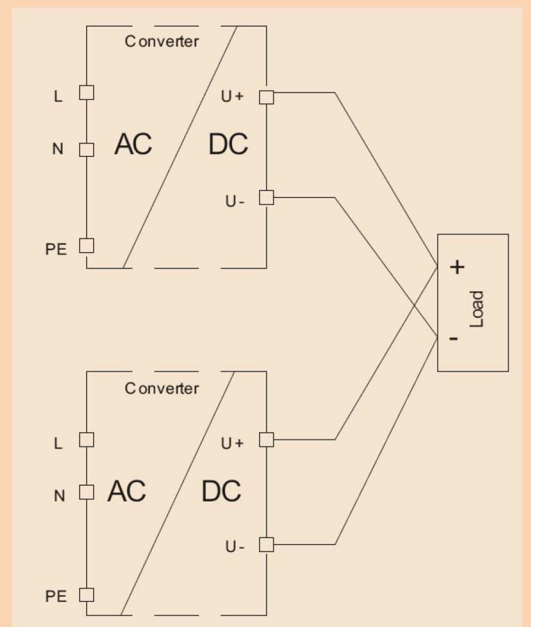 Converter
L
U+
N
AC
DC
U-
PE
+
Load
-
Converter
L
U+
N
AC
DC
U-
PE